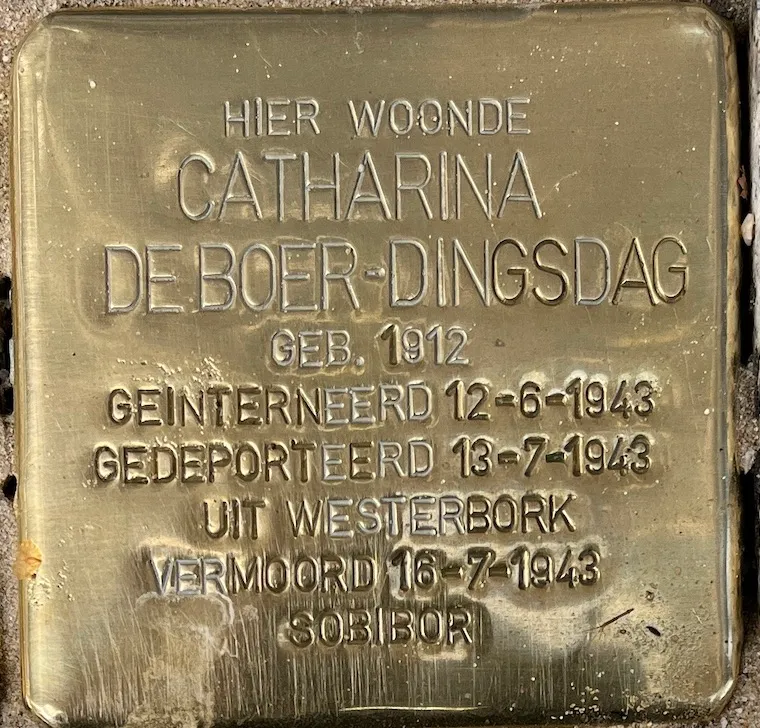 HIER WOONDE
CATHARINA
DE BOER-DINGSDAG
GEB. 1912
GEINTERNEERD 12-6-1943
GEDEPORTEERD 13-7-1943
UIT WESTERBORK
VERMOORD 16-7-1943
SOBIBOR